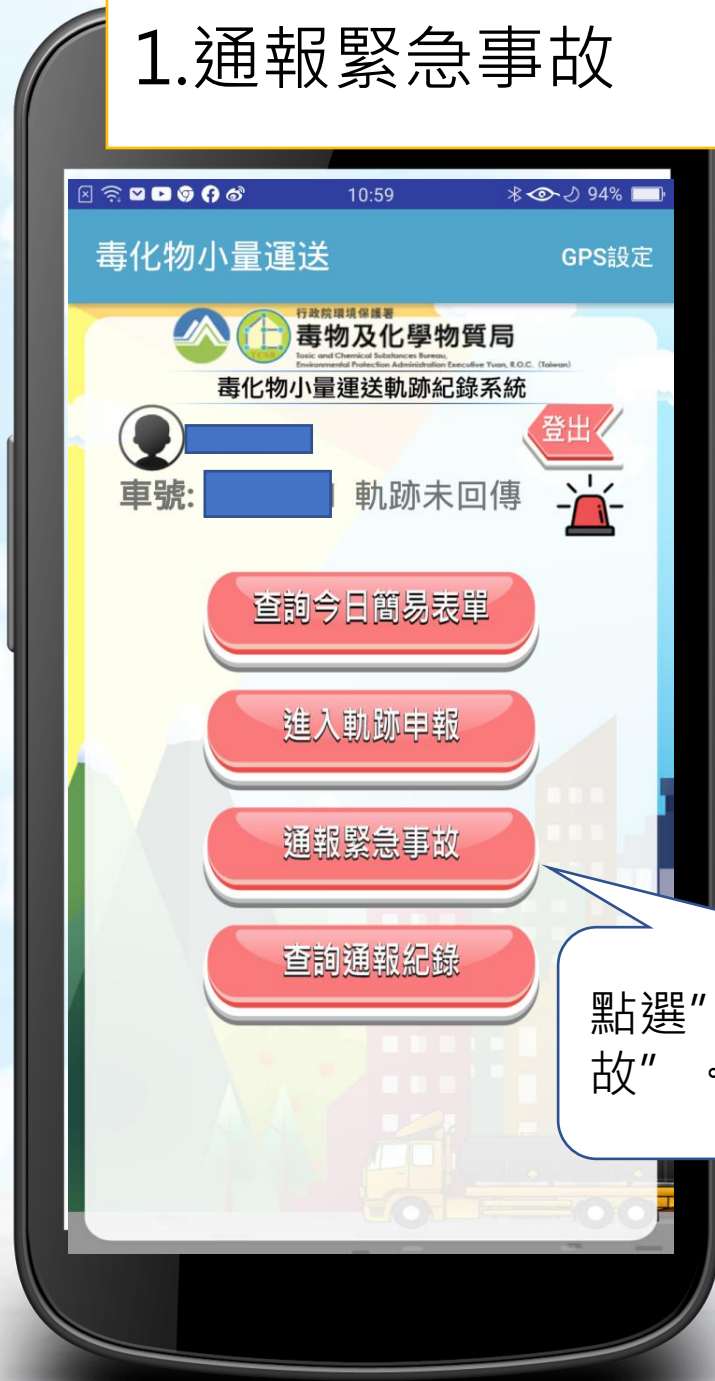 1.通報緊急事故
10:59
94%
毒化物小量運送
GPS設定
行政院環境保護署
毒物及化學物質局
Toxic and Chemical Substances Bureau,
Environmental Protection Administration Executive Yuan, R.O.C. (Taiwan)
TCSB
毒化物小量運送軌跡紀錄系統
登出
車號: 軌跡未回傳
查詢今日簡易表單
進入軌跡申報
通報緊急事故
查詢通報紀錄
點選"
故" 。